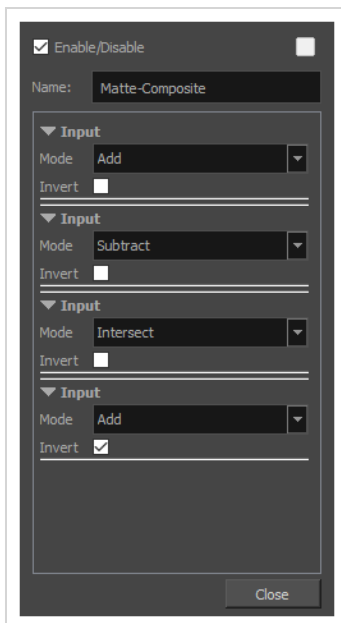 Enable/Disable
Name: Matte-Composite
Input
Mode Add
Invert
Input
Mode Subtract
Invert
Input
Mode Intersect
Invert
Input
Mode Add
Invert
Close